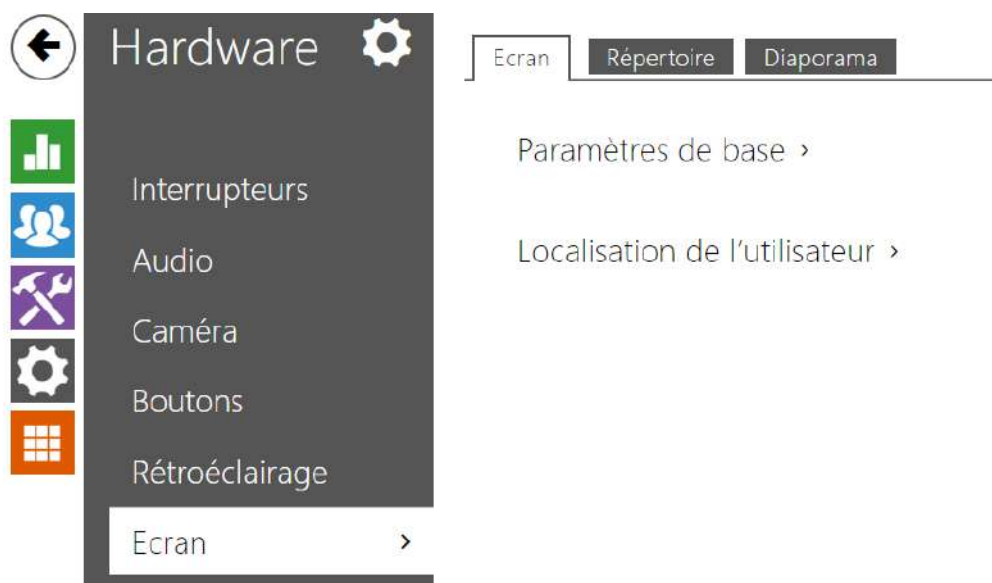 Hardware
Interrupteurs
Audio
Caméra
Boutons
Rétroéclairage
Ecran
Ecran
Répertoire
Diaporama
Paramètres de base
Localisation de l'utilisateur